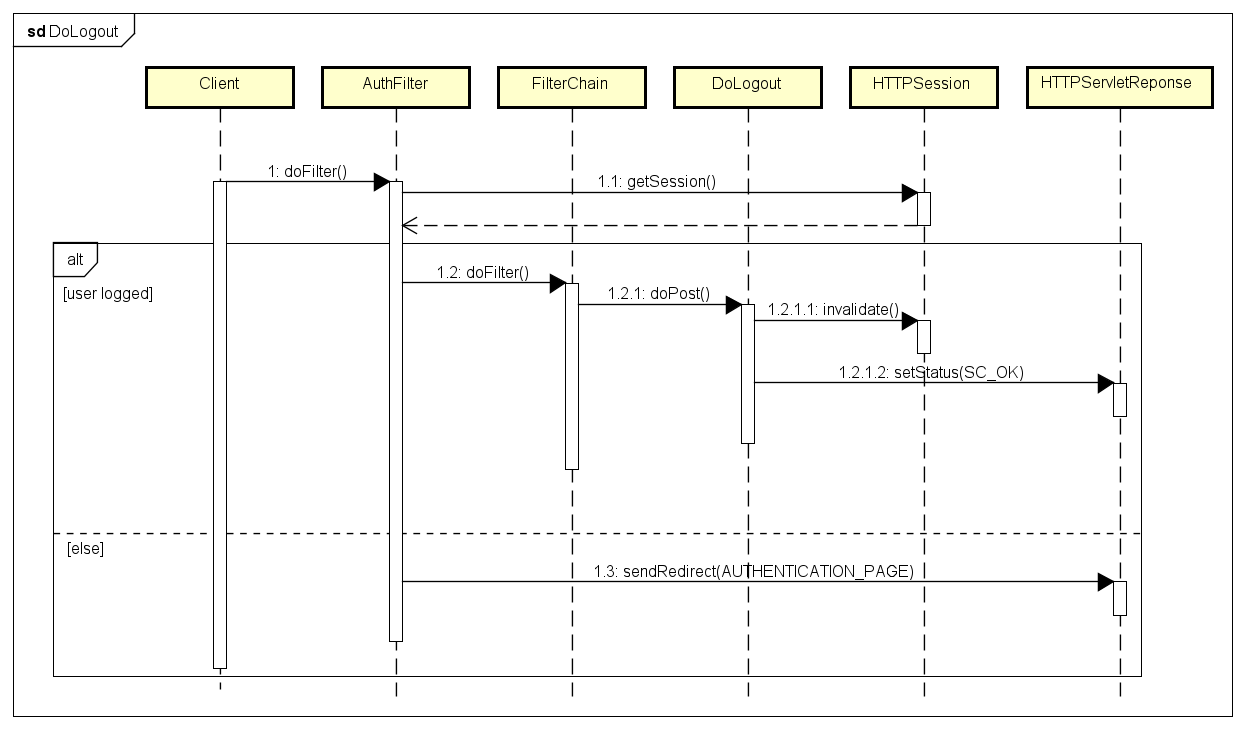 sd DoLogout
Client
AuthFilter
FilterChain
DoLogout
HTTPSession
HTTPServletReponse
1: doFilter()
1.1: getSession()
alt
[user logged]
1.2: doFilter()
1.2.1: doPost()
1.2.1.1: invalidate()
1.2.1.2: setStatus(SC_OK)
[else]
1.3: sendRedirect(AUTHENTICATION_PAGE)